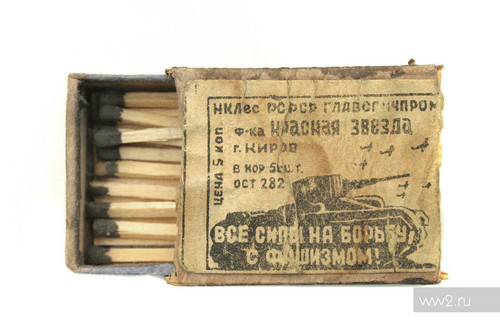 НКЛес РСФСР ГЛАВСПИЧПРОМ
Ф-ка КРАСНАЯ ЗВЕЗДА
г. КИРОВ
В КОР 50 ШТ.
ОСТ 282
ЦЕНА 5 КОП
ВСЕ СИЛЫ НА БОРЬБУ
С ФАШИЗМОМ!
ww2.ru